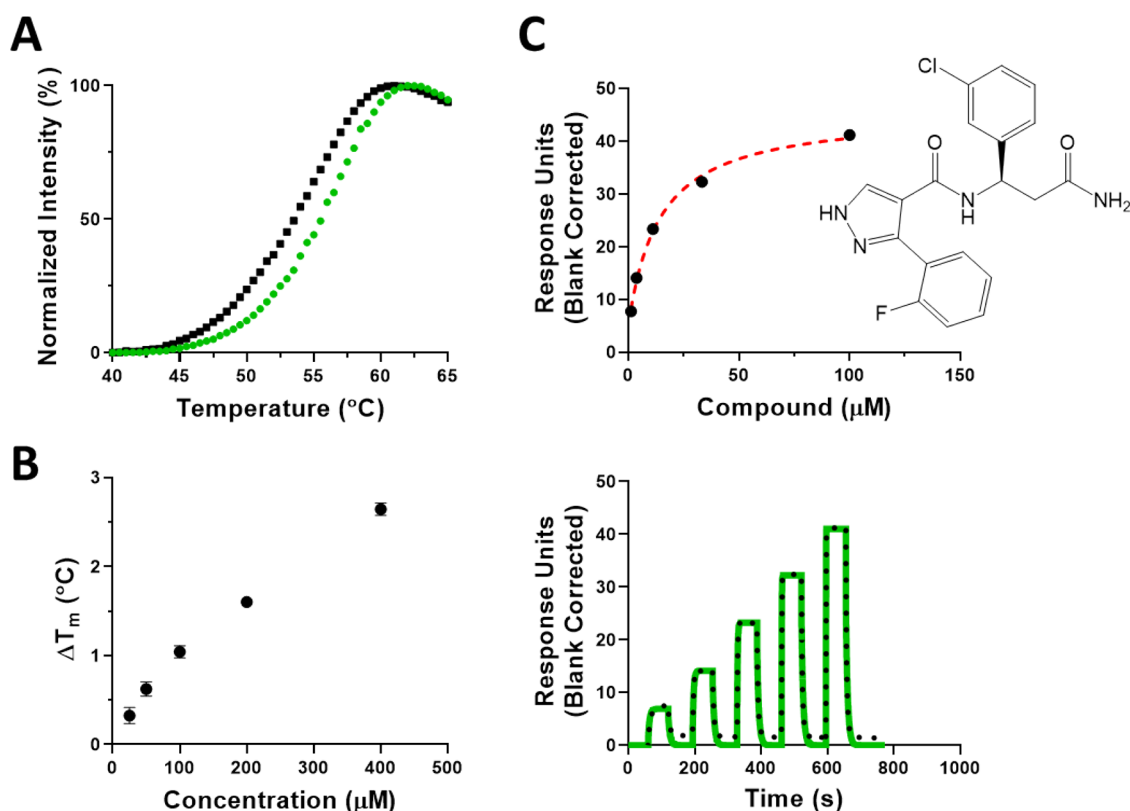 A
Normalized Intensity (%)
100
50
0
40 45 50 55 60 65
Temperature (°C)
B
ΔTm (°C)
3
2
1
0
0 100 200 300 400 500
Concentration (μM)
C
Response Units
(Blank Corrected)
50
40
30
20
10
0
0 50 100 150
Compound (μM)
Cl
O
O
N
H
NH₂
HN
N
F
Response Units
(Blank Corrected)
50
40
30
20
10
0
0 200 400 600 800 1000
Time (s)